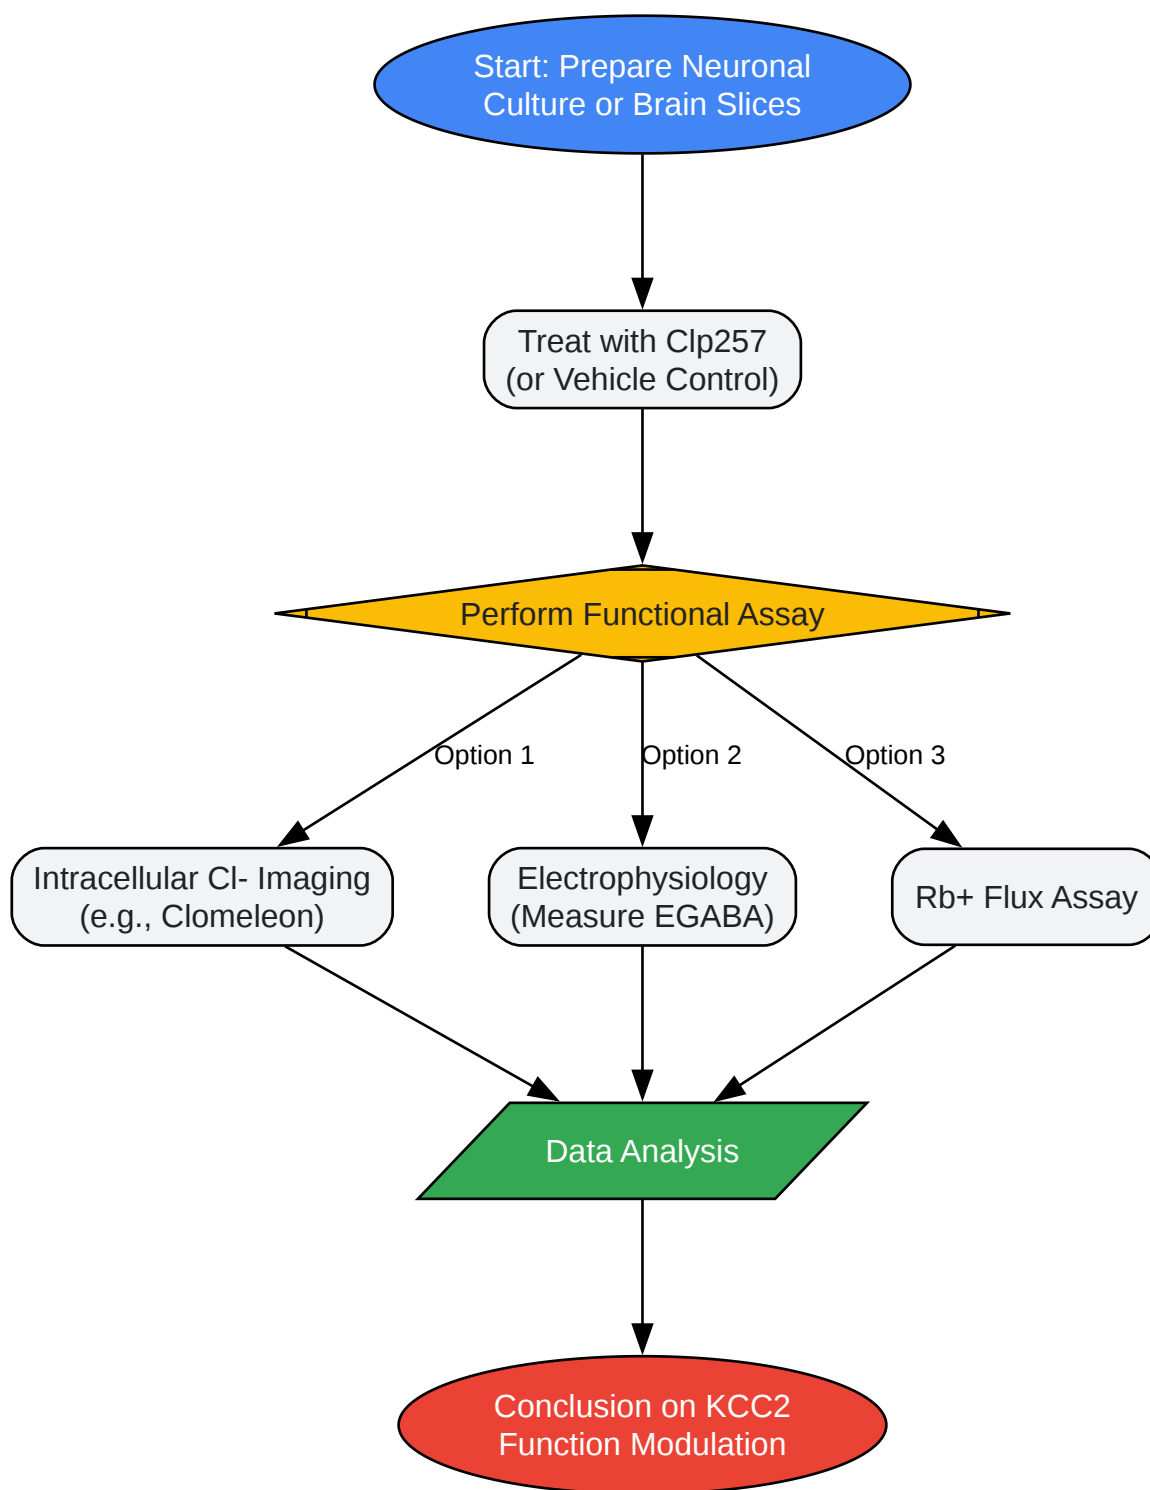 Start: Prepare Neuronal
Culture or Brain Slices
Treat with Clp257
(or Vehicle Control)
Perform Functional Assay
Option 1
Option 2
Option 3
Intracellular Cl- Imaging
(e.g., Clomeleon)
Electrophysiology
(Measure EGABA)
Rb+ Flux Assay
Data Analysis
Conclusion on KCC2
Function Modulation